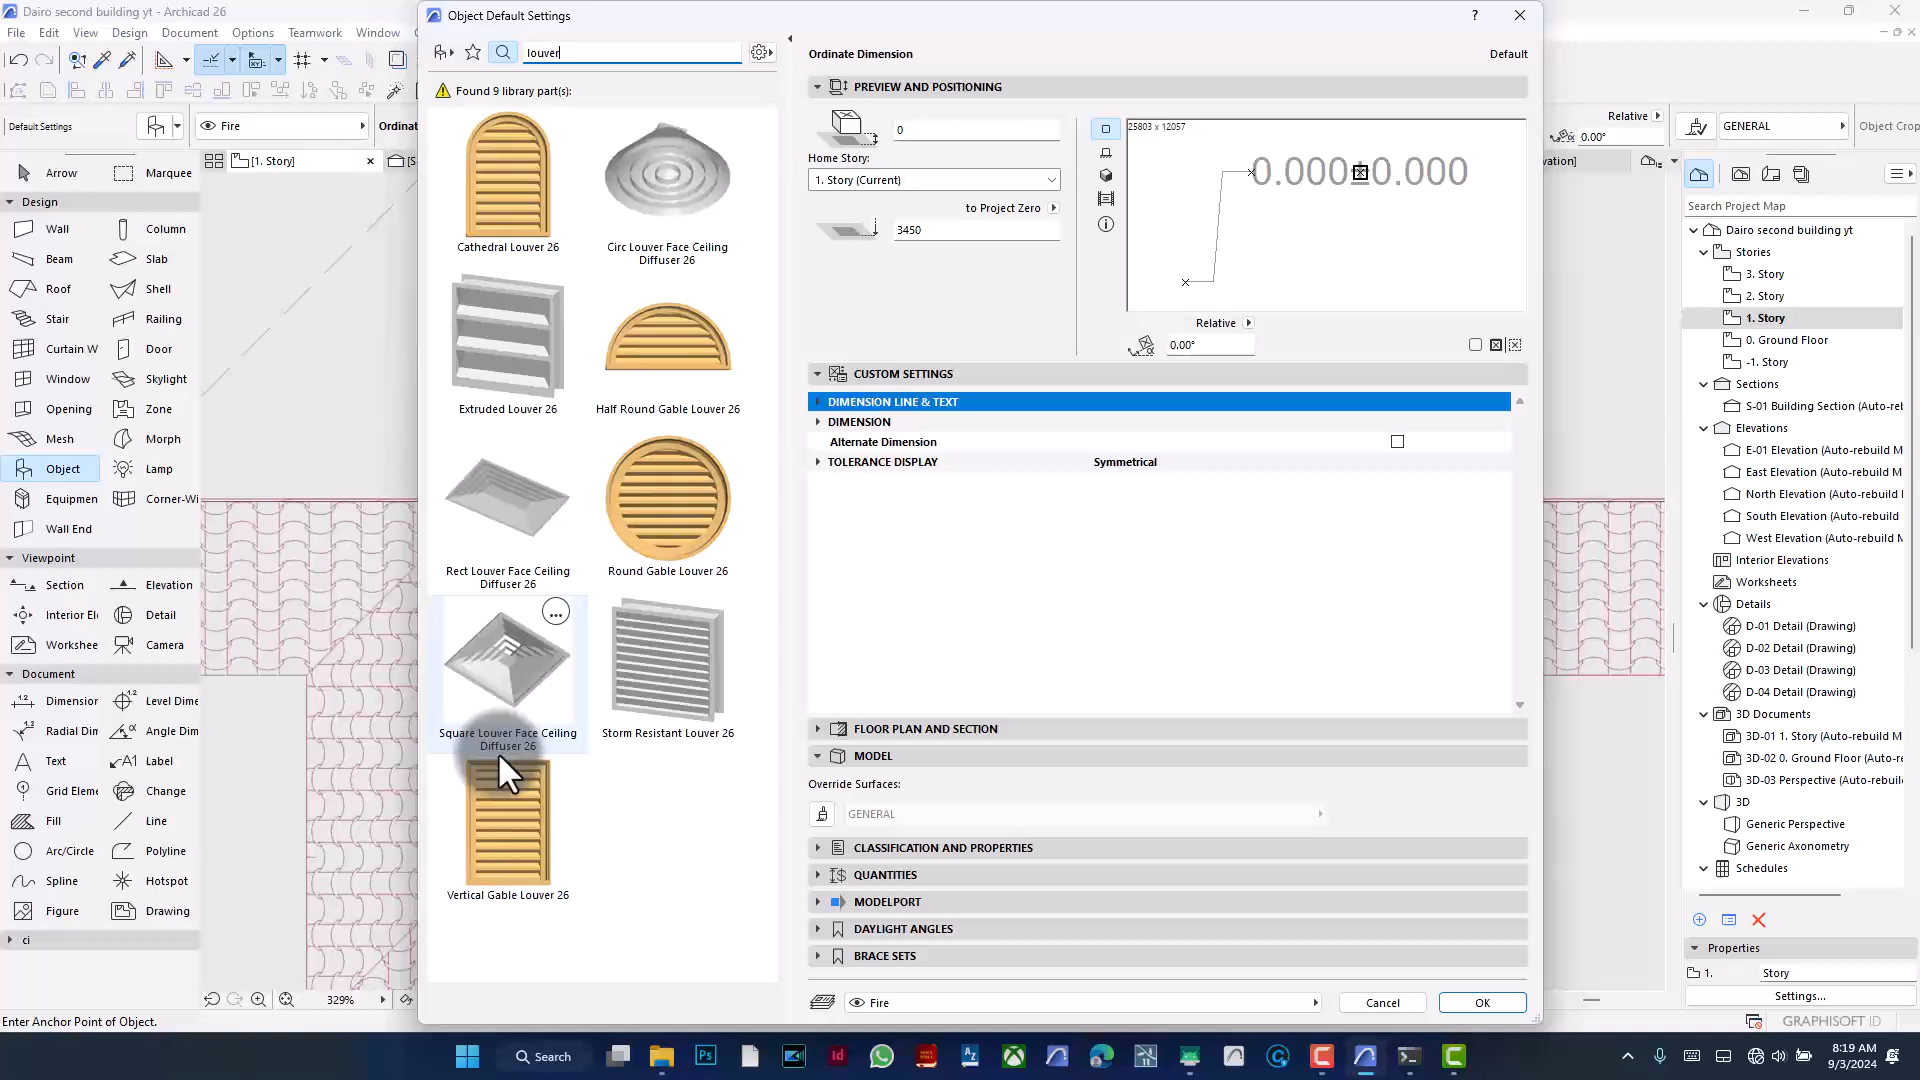 Dairo second building yt - Archicad 26
File Edit View Design Document Options Teamwork Window
Default Settings
Fire
[1. Story]
Arrow Marquee
Design
Wall Column
Beam Slab
Roof Shell
Stair Railing
Curtain W Door
Window Skylight
Opening Zone
Mesh Morph
Object Lamp
Equipmen Corner-Wi
Wall End
Viewpoint
Section Elevation
Interior El Detail
Workshee Camera
Document
Dimension Level Dime
Radial Dim Angle Dim
Text Label
Grid Eleme Change
Fill Line
Arc/Circle Polyline
Spline Hotspot
Figure Drawing
ci
329%
Enter Anchor Point of Object.
Object Default Settings
louver
Found 9 library part(s):
Cathedral Louver 26
Circ Louver Face Ceiling
Diffuser 26
Extruded Louver 26
Half Round Gable Louver 26
Rect Louver Face Ceiling
Diffuser 26
Round Gable Louver 26
Square Louver Face Ceiling
Diffuser 26
Storm Resistant Louver 26
Vertical Gable Louver 26
Ordinate Dimension
Default
PREVIEW AND POSITIONING
0
Home Story:
1. Story (Current)
to Project Zero
3450
25803 x 12057
0.000±0.000
Relative
0.00°
CUSTOM SETTINGS
DIMENSION LINE & TEXT
DIMENSION
Alternate Dimension
TOLERANCE DISPLAY Symmetrical
FLOOR PLAN AND SECTION
MODEL
Override Surfaces:
GENERAL
CLASSIFICATION AND PROPERTIES
QUANTITIES
MODELPORT
DAYLIGHT ANGLES
BRACE SETS
Fire
Cancel
OK
Relative
0.00°
GENERAL
Object Crop
Search Project Map
Dairo second building yt
Stories
3. Story
2. Story
1. Story
0. Ground Floor
-1. Story
Sections
S-01 Building Section (Auto-rel
Elevations
E-01 Elevation (Auto-rebuild M
East Elevation (Auto-rebuild M
North Elevation (Auto-rebuild
South Elevation (Auto-rebuild
West Elevation (Auto-rebuild M
Interior Elevations
Worksheets
Details
D-01 Detail (Drawing)
D-02 Detail (Drawing)
D-03 Detail (Drawing)
D-04 Detail (Drawing)
3D Documents
3D-01 1. Story (Auto-rebuild M
3D-02 0. Ground Floor (Auto-re
3D-03 Perspective (Auto-rebuil
3D
Generic Perspective
Generic Axonometry
Schedules
Properties
1. Story
Settings...
GRAPHISOFT ID
Search
8:19 AM
9/3/2024